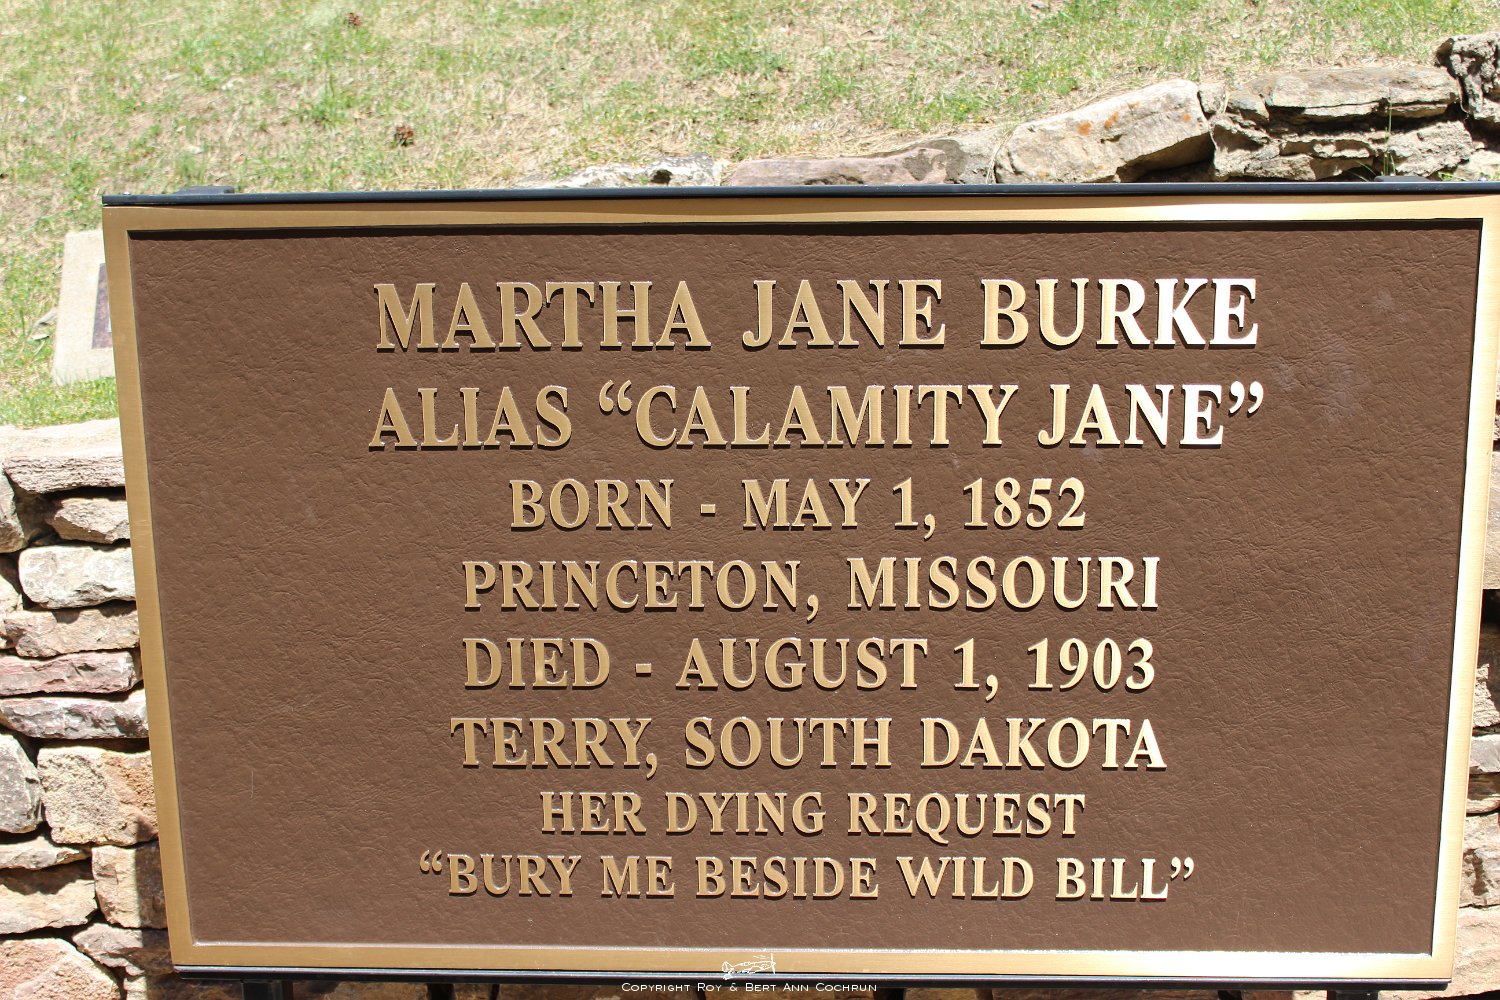 MARTHA JANE BURKE
ALIAS “CALAMITY JANE”
BORN - MAY 1, 1852
PRINCETON, MISSOURI
DIED - AUGUST 1, 1903
TERRY, SOUTH DAKOTA
HER DYING REQUEST
“BURY ME BESIDE WILD BILL”
Copyright Roy & Bert Ann Cochrun